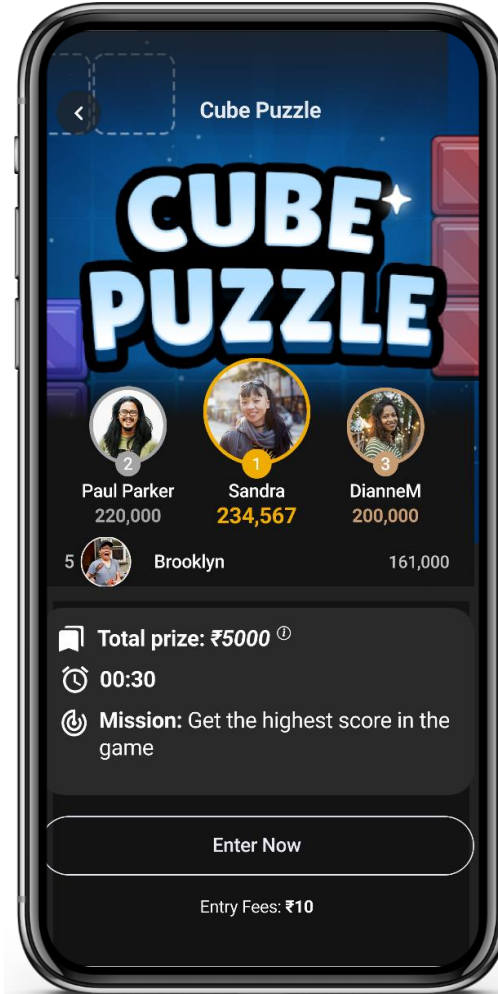 Cube Puzzle
CUBE
PUZZLE
2
1
3
Paul Parker
Sandra
DianneM
220,000
234,567
200,000
5 Brooklyn 161,000
Total prize: ₹5000 i
00:30
Mission: Get the highest score in the
game
Enter Now
Entry Fees: ₹10